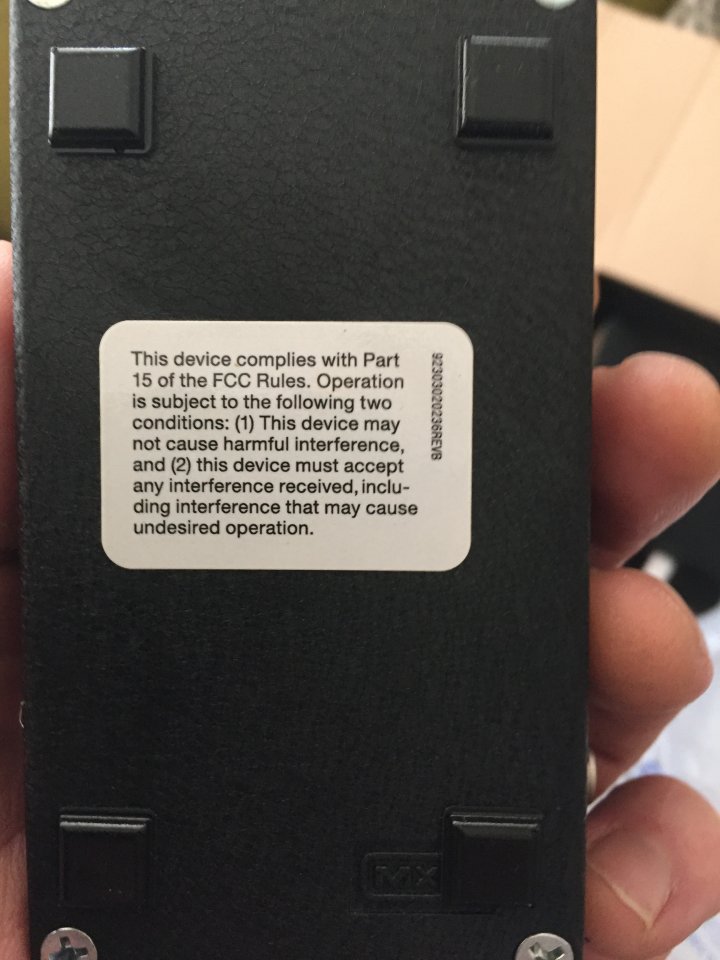 This device complies with Part
15 of the FCC Rules. Operation
is subject to the following two
conditions: (1) This device may
not cause harmful interference,
and (2) this device must accept
any interference received, inclu-
ding interference that may cause
undesired operation.
92303020236REVB
MX